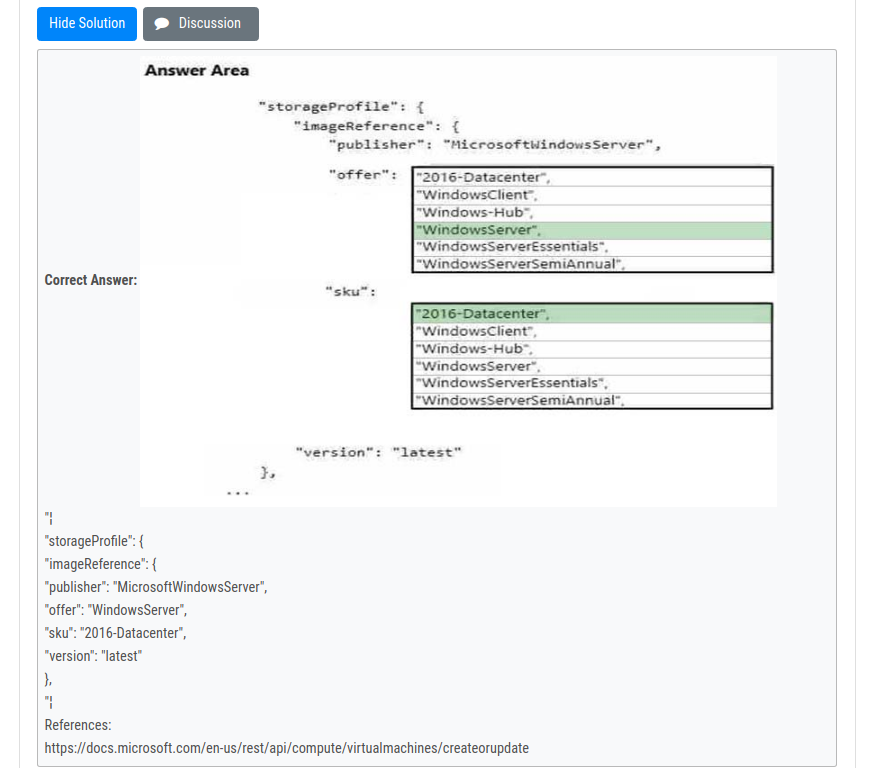 Hide Solution
Discussion
Answer Area
"storageProfile": {
"imageReference": {
"publisher": "MicrosoftWindowsServer",
"offer":
"2016-Datacenter",
"WindowsClient",
"Windows-Hub",
"WindowsServer",
"WindowsServerEssentials",
"WindowsServerSemiAnnual",
Correct Answer:
"sku":
"2016-Datacenter",
"WindowsClient",
"Windows-Hub",
"WindowsServer",
"WindowsServerEssentials",
"WindowsServerSemiAnnual",
"version": "latest"
},
...
"¦
"storageProfile": {
"imageReference": {
"publisher": "MicrosoftWindowsServer",
"offer": "WindowsServer",
"sku": "2016-Datacenter",
"version": "latest"
},
"¦
References:
https://docs.microsoft.com/en-us/rest/api/compute/virtualmachines/createorupdate